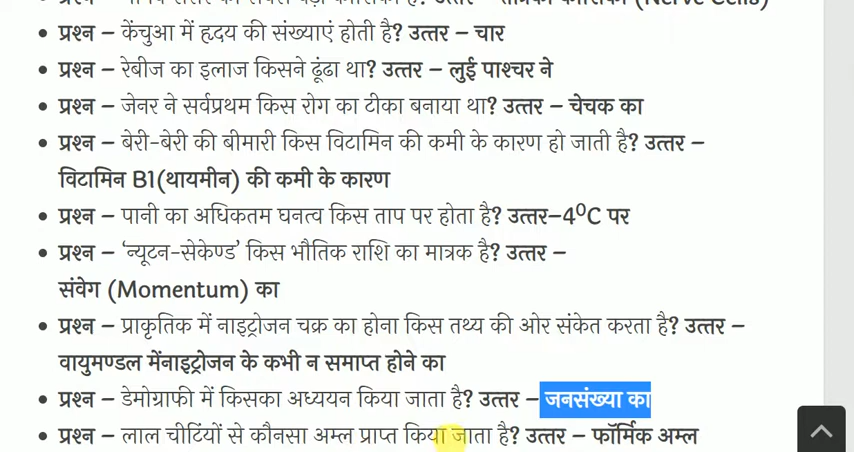 (Nerve Cells)
प्रश्न – केंचुआ में हृदय की संख्याएं होती है? उत्तर – चार
प्रश्न – रेबीज का इलाज किसने ढूंढा था? उत्तर – लुई पाश्चर ने
प्रश्न – जेनर ने सर्वप्रथम किस रोग का टीका बनाया था? उत्तर – चेचक का
प्रश्न – बेरी-बेरी की बीमारी किस विटामिन की कमी के कारण हो जाती है? उत्तर –
विटामिन B1(थायमीन) की कमी के कारण
प्रश्न – पानी का अधिकतम घनत्व किस ताप पर होता है? उत्तर–4⁰C पर
प्रश्न – ‘न्यूटन-सेकेण्ड’ किस भौतिक राशि का मात्रक है? उत्तर –
संवेग (Momentum) का
प्रश्न – प्राकृतिक में नाइट्रोजन चक्र का होना किस तथ्य की ओर संकेत करता है? उत्तर –
वायुमण्डल मेंनाइट्रोजन के कभी न समाप्त होने का
प्रश्न – डेमोग्राफी में किसका अध्ययन किया जाता है? उत्तर – जनसंख्या का
प्रश्न – लाल चीटिंयों से कौनसा अम्ल प्राप्त किया जाता है? उत्तर – फॉर्मिक अम्ल